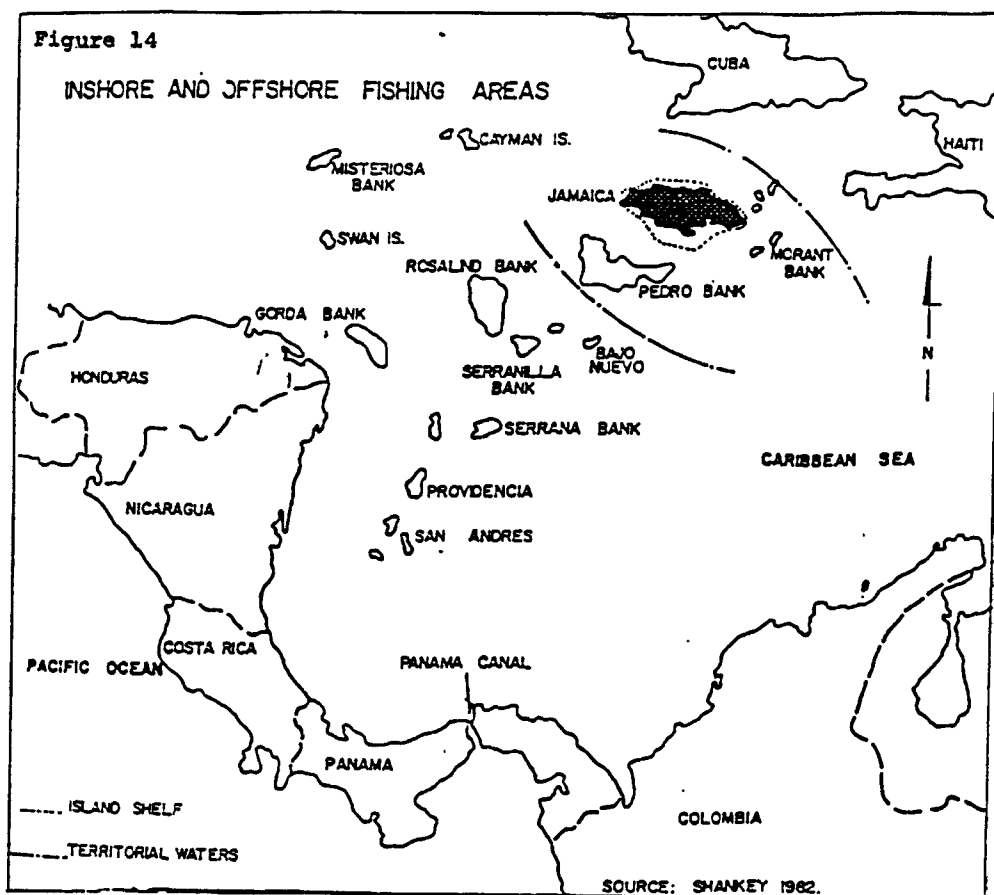 Figure 14
INSHORE AND OFFSHORE FISHING AREAS
CUBA
HAITI
CAYMAN IS.
MISTERIOSA
BANK
JAMAICA
SWAN IS.
MORANT
BANK
ROSALIND BANK
PEDRO BANK
GORDA BANK
BAJO
NUEVO
SERRANILLA
BANK
N
HONDURAS
SERRANA BANK
CARIBBEAN SEA
PROVIDENCIA
NICARAGUA
SAN ANDRES
COSTA RICA
PACIFIC OCEAN
PANAMA CANAL
PANAMA
ISLAND SHELF
COLOMBIA
TERRITORIAL WATERS
SOURCE: SHANKEY 1982.